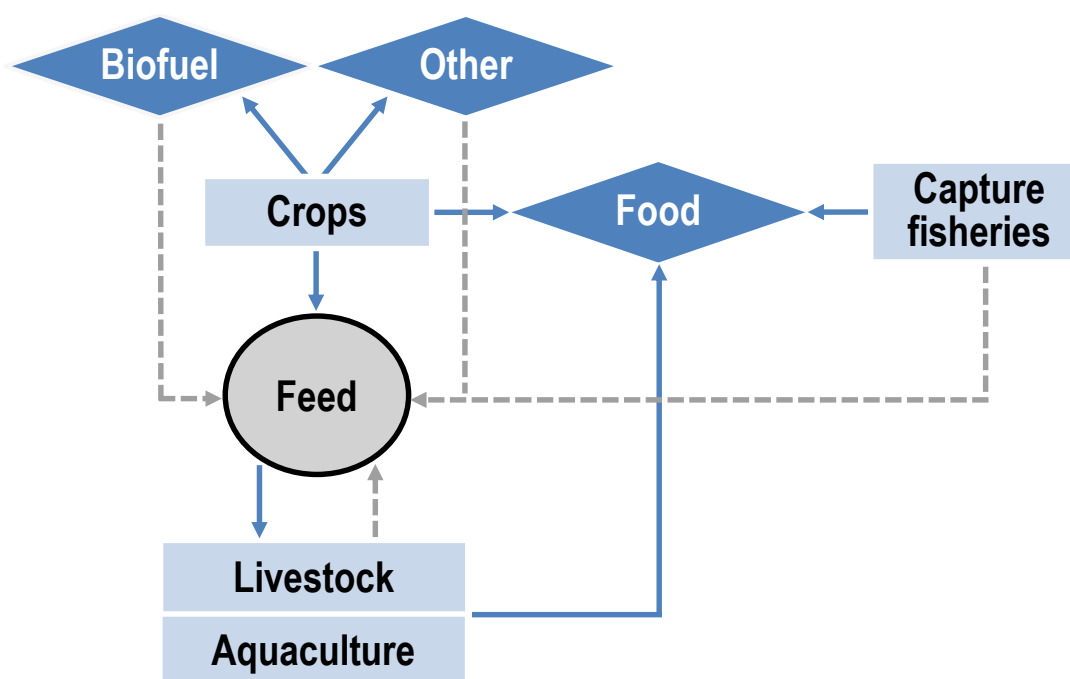 Biofuel
Other
Crops
Food
Capture
fisheries
Feed
Livestock
Aquaculture